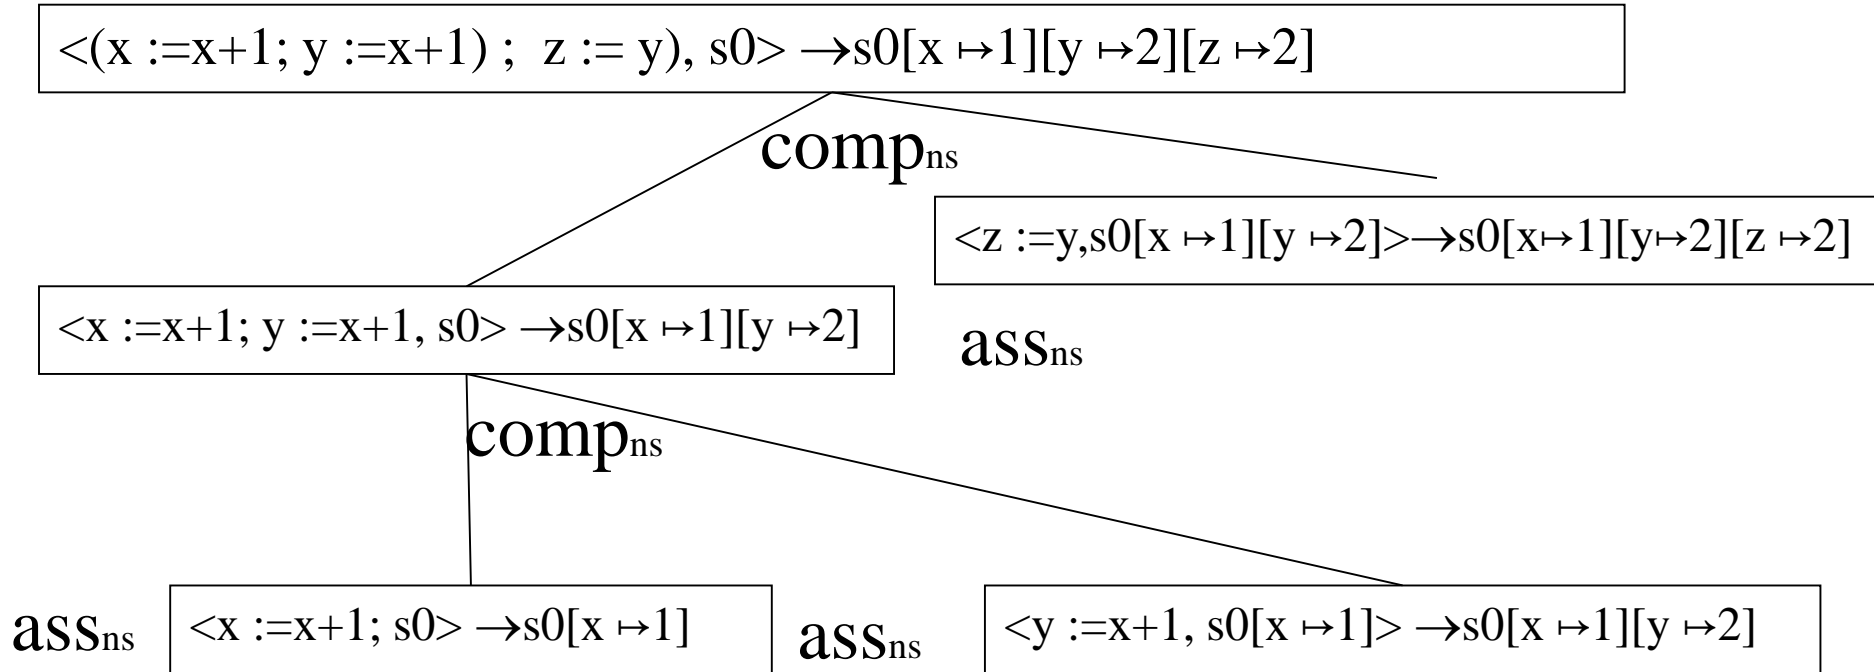 <(x :=x+1; y :=x+1) ; z := y), s0> →s0[x ↦1][y ↦2][z ↦2]
compns
<z :=y,s0[x ↦1][y ↦2]>→s0[x↦1][y↦2][z ↦2]
<x :=x+1; y :=x+1, s0> →s0[x ↦1][y ↦2]
assns
compns
assns
<x :=x+1; s0> →s0[x ↦1]
assns
<y :=x+1, s0[x ↦1]> →s0[x ↦1][y ↦2]